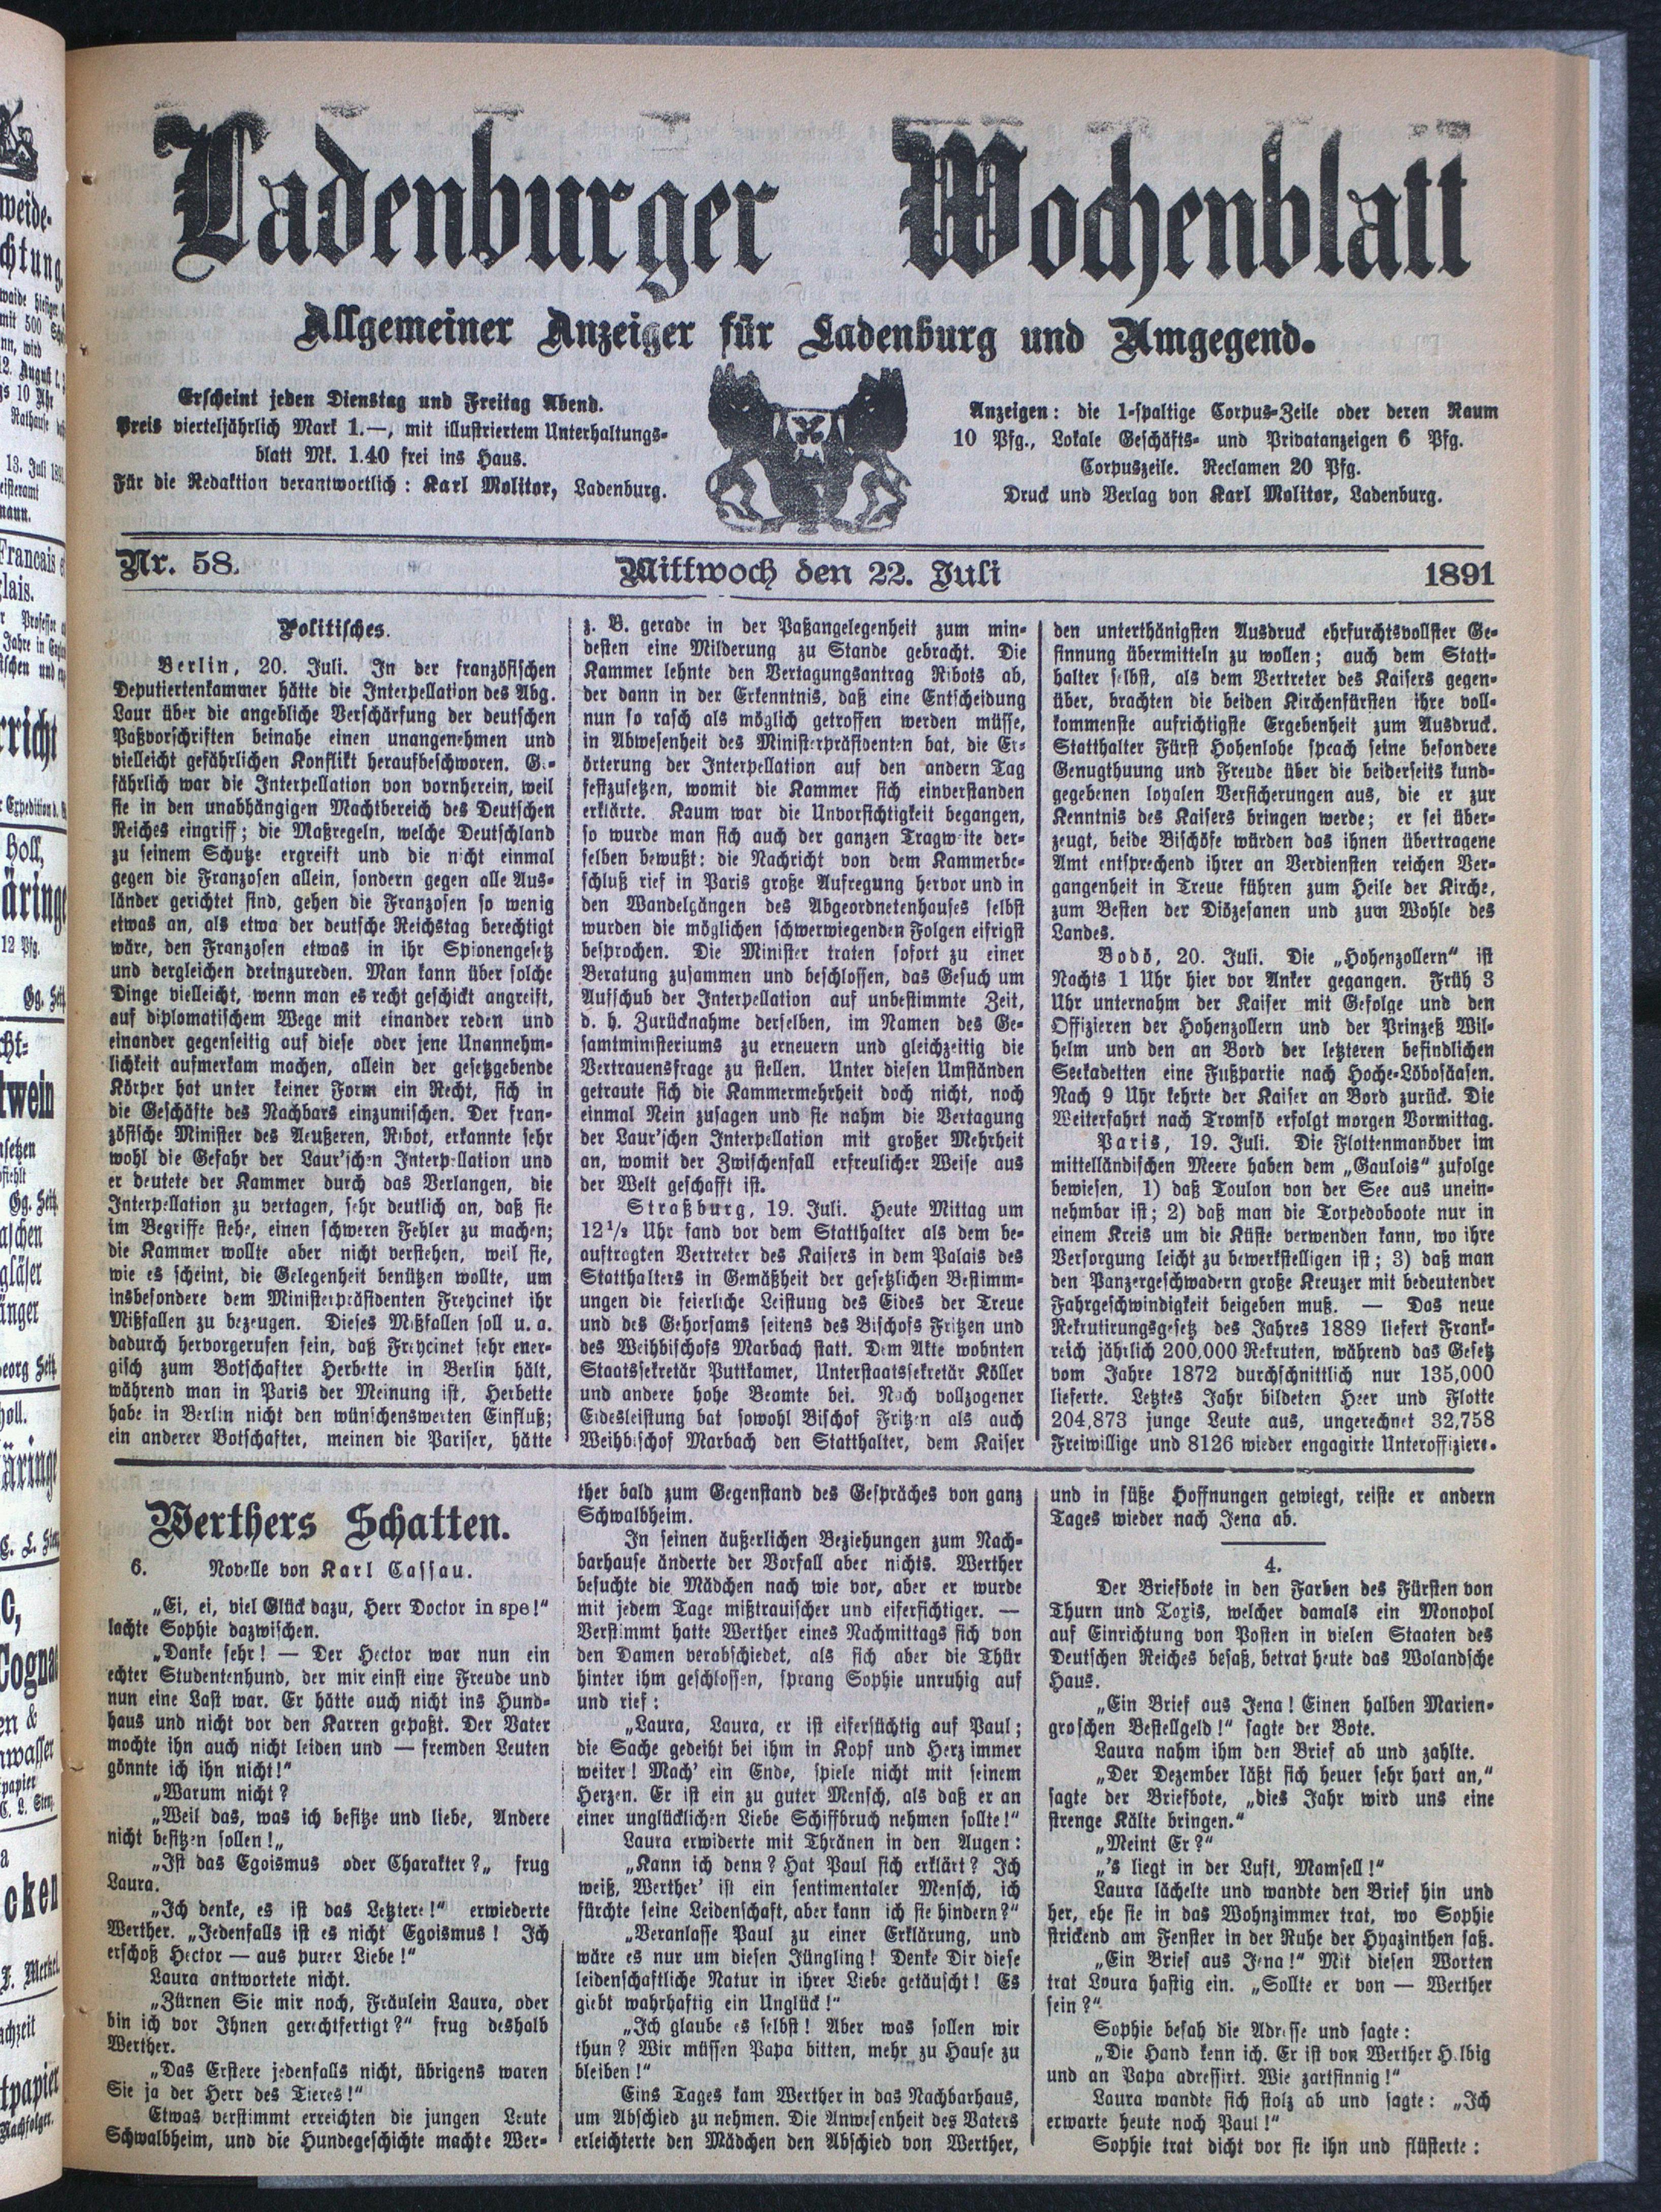 Ladenburger Wochenblatt
Allgemeiner Anzeiger für Ladenburg und Umgegend.
Erscheint jeden Dienstag und Freitag Abend.
Preis vierteljährlich Mark 1.—, mit illustriertem Unterhaltungs-
blatt Mk. 1.40 frei ins Haus.
Für die Redaktion verantwortlich: Karl Molitor, Ladenburg.
Anzeigen: die 1-spaltige Corpus-Zeile oder deren Raum
10 Pfg., Lokale Geschäfts- und Privatanzeigen 6 Pfg.
Corpuszeile. Reclamen 20 Pfg.
Druck und Verlag von Karl Molitor, Ladenburg.
Nr. 58. Mittwoch den 22. Juli 1891
Politisches.
Berlin, 20. Juli. In der französischen
Deputiertenkammer hätte die Interpellation des Abg.
Laur über die angebliche Verschärfung der deutschen
Paßvorschriften beinahe einen unangenehmen und
vielleicht gefährlichen Konflikt heraufbeschworen. Ge-
fährlich war die Interpellation von vornherein, weil
sie in den unabhängigen Machtbereich des Deutschen
Reiches eingriff; die Maßregeln, welche Deutschland
zu seinem Schutze ergreift und die nicht einmal
gegen die Franzosen allein, sondern gegen alle Aus-
länder gerichtet sind, gehen die Franzosen so wenig
etwas an, als etwa der deutsche Reichstag berechtigt
wäre, den Franzosen etwas in ihr Spionengesetz
und dergleichen dreinzureden. Man kann über solche
Dinge vielleicht, wenn man es recht geschickt angreift,
auf diplomatischem Wege mit einander reden und
einander gegenseitig auf diese oder jene Unannehm-
lichkeit aufmerkam machen, allein der gesetzgebende
Körper hat unter keiner Form ein Recht, sich in
die Geschäfte des Nachbars einzumischen. Der fran-
zösische Minister des Aeußeren, Ribot, erkannte sehr
wohl die Gefahr der Laur'schen Interpellation und
er deutete der Kammer durch das Verlangen, die
Interpellation zu vertagen, sehr deutlich an, daß sie
im Begriffe stehe, einen schweren Fehler zu machen;
die Kammer wollte aber nicht verstehen, weil sie,
wie es scheint, die Gelegenheit benützen wollte, um
insbesondere dem Ministerpräsidenten Freycinet ihr
Mißfallen zu bezeugen. Dieses Mißfallen soll u. a.
dadurch hervorgerufen sein, daß Freycinet sehr ener-
gisch zum Botschafter Herbette in Berlin hält,
während man in Paris der Meinung ist, Herbette
habe in Berlin nicht den wünschenswerten Einfluß;
ein anderer Botschafter, meinen die Pariser, hätte
z. B. gerade in der Paßangelegenheit zum min-
desten eine Milderung zu Stande gebracht. Die
Kammer lehnte den Vertagungsantrag Ribots ab,
der dann in der Erkenntnis, daß eine Entscheidung
nun so rasch als möglich getroffen werden müsse,
in Abwesenheit des Ministerpräsidenten bat, die Er-
örterung der Interpellation auf den andern Tag
festzusetzen, womit die Kammer sich einverstanden
erklärte. Kaum war die Unvorsichtigkeit begangen,
so wurde man sich auch der ganzen Tragweite der-
selben bewußt: die Nachricht von dem Kammerbe-
schluß rief in Paris große Aufregung hervor und in
den Wandelgängen des Abgeordnetenhauses selbst
wurden die möglichen schwerwiegenden Folgen eifrigst
besprochen. Die Minister traten sofort zu einer
Beratung zusammen und beschlossen, das Gesuch um
Aufschub der Interpellation auf unbestimmte Zeit,
d. h. Zurücknahme derselben, im Namen des Ge-
samtministeriums zu erneuern und gleichzeitig die
Vertrauensfrage zu stellen. Unter diesen Umständen
getraute sich die Kammermehrheit doch nicht, noch
einmal Nein zusagen und sie nahm die Vertagung
der Laur'schen Interpellation mit großer Mehrheit
an, womit der Zwischenfall erfreulicher Weise aus
der Welt geschafft ist.
Straßburg, 19. Juli. Heute Mittag um
12 1/2 Uhr fand vor dem Statthalter als dem be-
auftragten Vertreter des Kaisers in dem Palais des
Statthalters in Gemäßheit der gesetzlichen Bestimm-
ungen die feierliche Leistung des Eides der Treue
und des Gehorsams seitens des Bischofs Fritzen und
des Weihbischofs Marbach statt. Dem Akte wohnten
Staatssekretär Puttkamer, Unterstaatssekretär Köller
und andere hohe Beamte bei. Nach vollzogener
Eidesleistung bat sowohl Bischof Fritzen als auch
Weihbischof Marbach den Statthalter, dem Kaiser
den unterthänigsten Ausdruck ehrfurchtsvollster Ge-
sinnung übermitteln zu wollen; auch dem Statt-
halter selbst, als dem Vertreter des Kaisers gegen-
über, brachten die beiden Kirchenfürsten ihre voll-
kommenste aufrichtigste Ergebenheit zum Ausdruck.
Statthalter Fürst Hohenlohe sprach seine besondere
Genugthuung und Freude über die beiderseits kund-
gegebenen loyalen Versicherungen aus, die er zur
Kenntnis des Kaisers bringen werde; er sei über-
zeugt, beide Bischöfe würden das ihnen übertragene
Amt entsprechend ihrer an Verdiensten reichen Ver-
gangenheit in Treue führen zum Heile der Kirche,
zum Besten der Diözesanen und zum Wohle des
Landes.
Bodö, 20. Juli. Die „Hohenzollern“ ist
Nachts 1 Uhr hier vor Anker gegangen. Früh 3
Uhr unternahm der Kaiser mit Gefolge und den
Offizieren der Hohenzollern und der Prinzeß Wil-
helm und den an Bord der letzteren befindlichen
Seekadetten eine Fußpartie nach Hoche-Löbosåasen.
Nach 9 Uhr kehrte der Kaiser an Bord zurück. Die
Weiterfahrt nach Tromsö erfolgt morgen Vormittag.
Paris, 19. Juli. Die Flottenmanöver im
mittelländischen Meere haben dem „Gaulois“ zufolge
bewiesen, 1) daß Toulon von der See aus unein-
nehmbar ist; 2) daß man die Torpedoboote nur in
einem Kreis um die Küste verwenden kann, wo ihre
Versorgung leicht zu bewerkstelligen ist; 3) daß man
den Panzergeschwadern große Kreuzer mit bedeutender
Fahrgeschwindigkeit beigeben muß. — Das neue
Rekrutirungsgesetz des Jahres 1889 liefert Frank-
reich jährlich 200,000 Rekruten, während das Gesetz
vom Jahre 1872 durchschnittlich nur 135,000
lieferte. Letztes Jahr bildeten Heer und Flotte
204,873 junge Leute aus, ungerechnet 32,758
Freiwillige und 8126 wieder engagirte Unteroffiziere.
Werthers Schatten.
6. Novelle von Karl Cassau.
„Ei, ei, viel Glück dazu, Herr Doctor in spe!“
lachte Sophie dazwischen.
„Danke sehr! — Der Hector war nun ein
echter Studentenhund, der mir einst eine Freude und
nun eine Last war. Er hätte auch nicht ins Hund-
haus und nicht vor den Karren gepaßt. Der Vater
mochte ihn auch nicht leiden und — fremden Leuten
gönnte ich ihn nicht!“
„Warum nicht?
„Weil das, was ich besitze und liebe, Andere
nicht besitzen sollen!„
„Ist das Egoismus oder Charakter?„ frug
Laura.
„Ich denke, es ist das Letztere!“ erwiederte
Werther. „Jedenfalls ist es nicht Egoismus! Ich
erschoß Hector — aus purer Liebe!“
Laura antwortete nicht.
„Zürnen Sie mir noch, Fräulein Laura, oder
bin ich vor Ihnen gerechtfertigt?“ frug deshalb
Werther.
„Das Erstere jedenfalls nicht, übrigens waren
Sie ja der Herr des Tieres!“
Etwas verstimmt erreichten die jungen Leute
Schwalbheim, und die Hundegeschichte machte Wer-
ther bald zum Gegenstand des Gespräches von ganz
Schwalbheim.
In seinen äußerlichen Beziehungen zum Nach-
barhause änderte der Vorfall aber nichts. Werther
besuchte die Mädchen nach wie vor, aber er wurde
mit jedem Tage mißtrauischer und eifersichtiger. —
Verstimmt hatte Werther eines Nachmittags sich von
den Damen verabschiedet, als sich aber die Thür
hinter ihm geschlossen, sprang Sophie unruhig auf
und rief:
„Laura, Laura, er ist eifersüchtig auf Paul;
die Sache gedeiht bei ihm in Kopf und Herz immer
weiter! Mach' ein Ende, spiele nicht mit seinem
Herzen. Er ist ein zu guter Mensch, als daß er an
einer unglücklichen Liebe Schiffbruch nehmen sollte!“
Laura erwiderte mit Thränen in den Augen:
„Kann ich denn? Hat Paul sich erklärt? Ich
weiß, Werther' ist ein sentimentaler Mensch, ich
fürchte seine Leidenschaft, aber kann ich sie hindern?“
„Veranlasse Paul zu einer Erklärung, und
wäre es nur um diesen Jüngling! Denke Dir diese
leidenschaftliche Natur in ihrer Liebe getäuscht! Es
giebt wahrhaftig ein Unglück!“
„Ich glaube es selbst! Aber was sollen wir
thun? Wir müssen Papa bitten, mehr zu Hause zu
bleiben!“
Eins Tages kam Werther in das Nachbarhaus,
um Abschied zu nehmen. Die Anwesenheit des Vaters
erleichterte den Mädchen den Abschied von Werther,
und in süße Hoffnungen gewiegt, reiste er andern
Tages wieder nach Jena ab.
4.
Der Briefbote in den Farben des Fürsten von
Thurn und Toxis, welcher damals ein Monopol
auf Einrichtung von Posten in vielen Staaten des
Deutschen Reiches besaß, betrat heute das Wolandsche
Haus.
„Ein Brief aus Jena! Einen halben Marien-
groschen Bestellgeld!“ sagte der Bote.
Laura nahm ihm den Brief ab und zahlte.
„Der Dezember läßt sich heuer sehr hart an,“
sagte der Briefbote, „dies Jahr wird uns eine
strenge Kälte bringen.“
„Meint Er?“
„'s liegt in der Luft, Mamsell!“
Laura lächelte und wandte den Brief hin und
her, ehe sie in das Wohnzimmer trat, wo Sophie
strickend am Fenster in der Nuhe der Hyazinthen saß.
„Ein Brief aus Jena!“ Mit diesen Worten
trat Loura hastig ein. „Sollte er von — Werther
sein?“
Sophie besah die Adresse und sagte:
„Die Hand kenn ich. Er ist von Werther H.lbig
und an Papa adressirt. Wie zartsinnig!“
Laura wandte sich stolz ab und sagte: „Ich
erwarte heute noch Paul!“
Sophie trat dicht vor sie ihn und flüsterte: